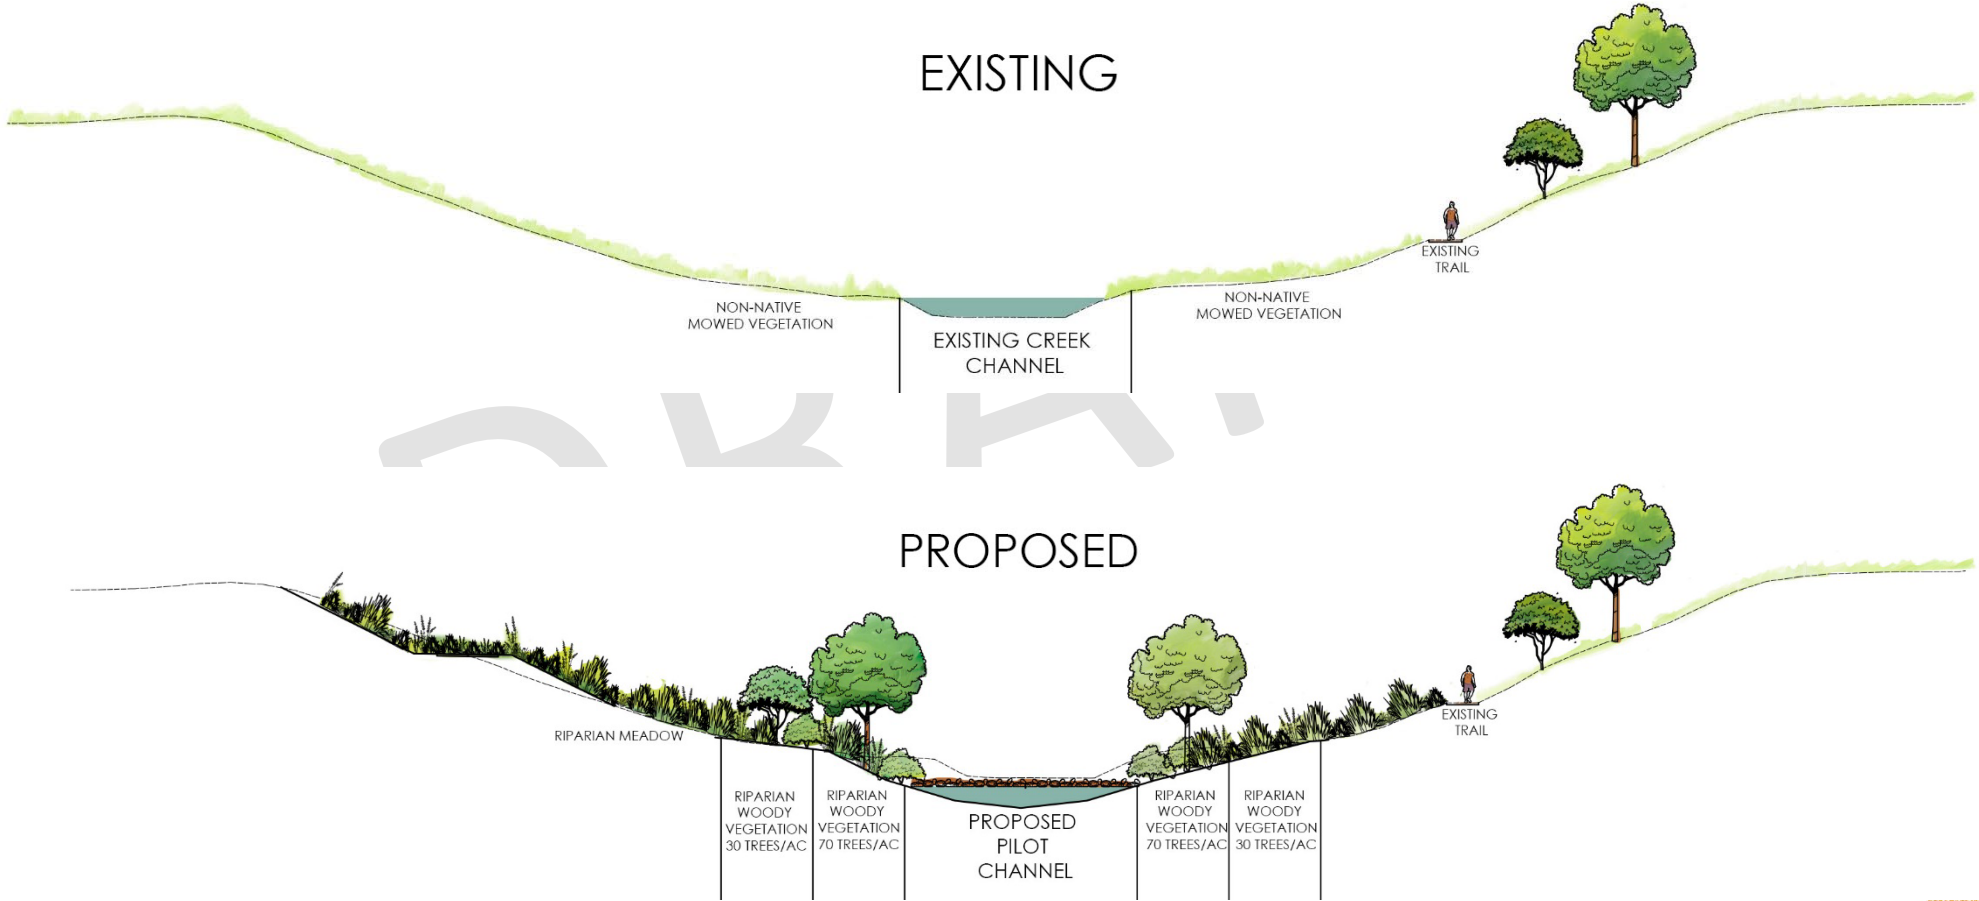 EXISTING
EXISTING
TRAIL
NON-NATIVE
MOWED VEGETATION
NON-NATIVE
MOWED VEGETATION
EXISTING CREEK
CHANNEL
PROPOSED
RIPARIAN MEADOW
EXISTING
TRAIL
RIPARIAN
WOODY
VEGETATION
30 TREES/AC
RIPARIAN
WOODY
VEGETATION
70 TREES/AC
PROPOSED
PILOT
CHANNEL
RIPARIAN
WOODY
VEGETATION
70 TREES/AC
RIPARIAN
WOODY
VEGETATION
30 TREES/AC